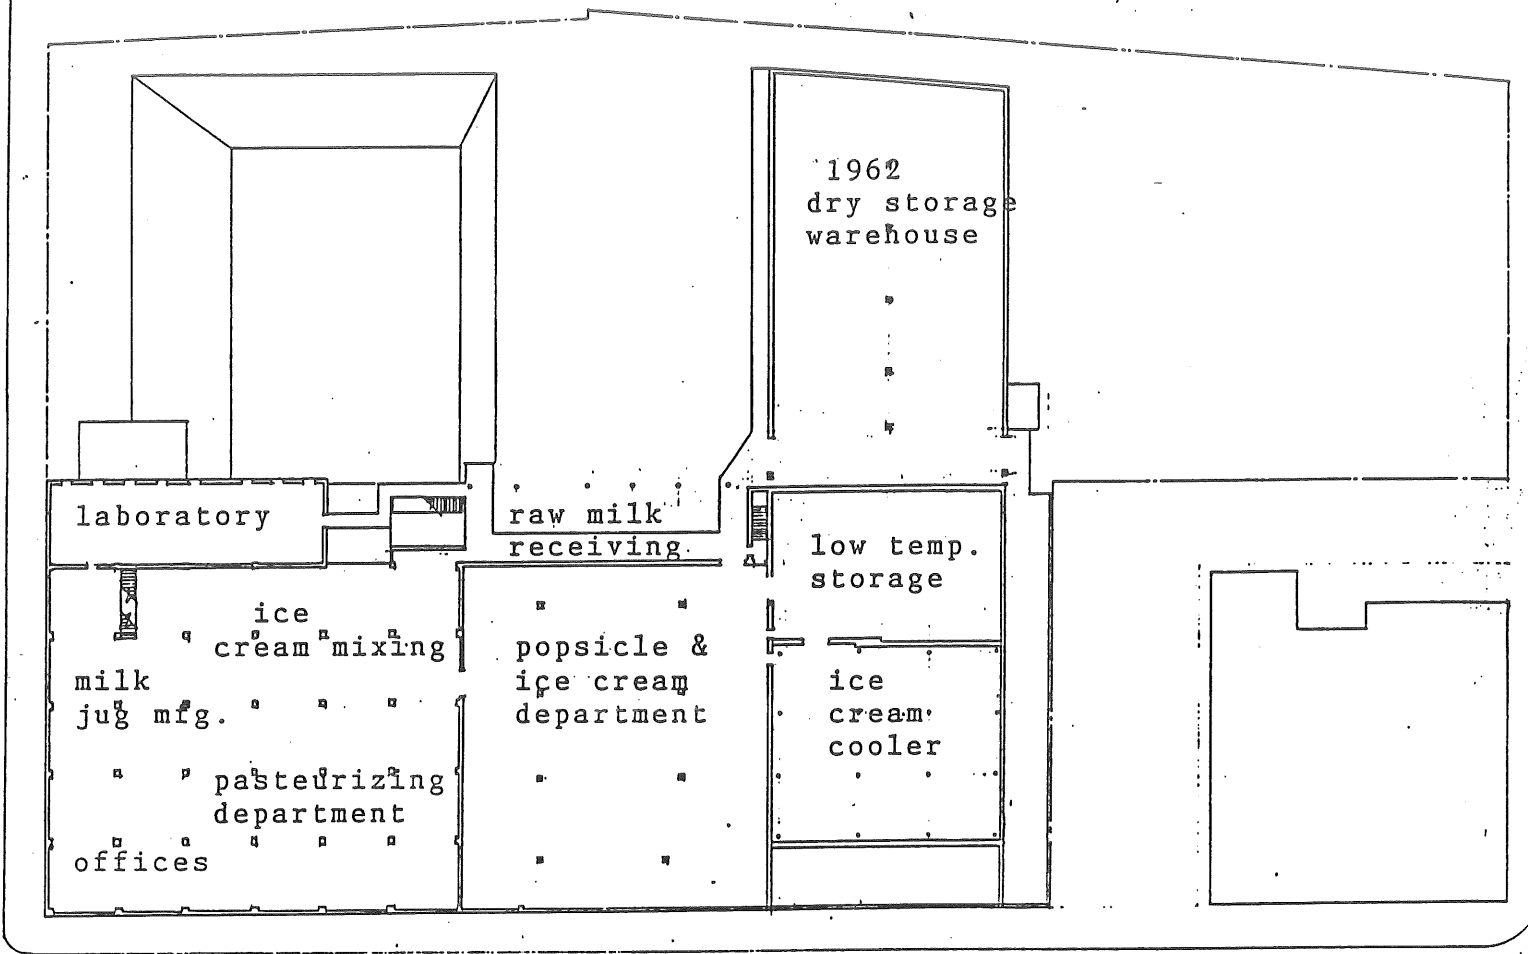 1962
dry storage
warehouse
laboratory
raw milk
receiving
low temp.
storage
ice
cream mixing
milk
jug mfg.
popsicle &
ice cream
department
ice
cream
cooler
pasteurizing
department
offices